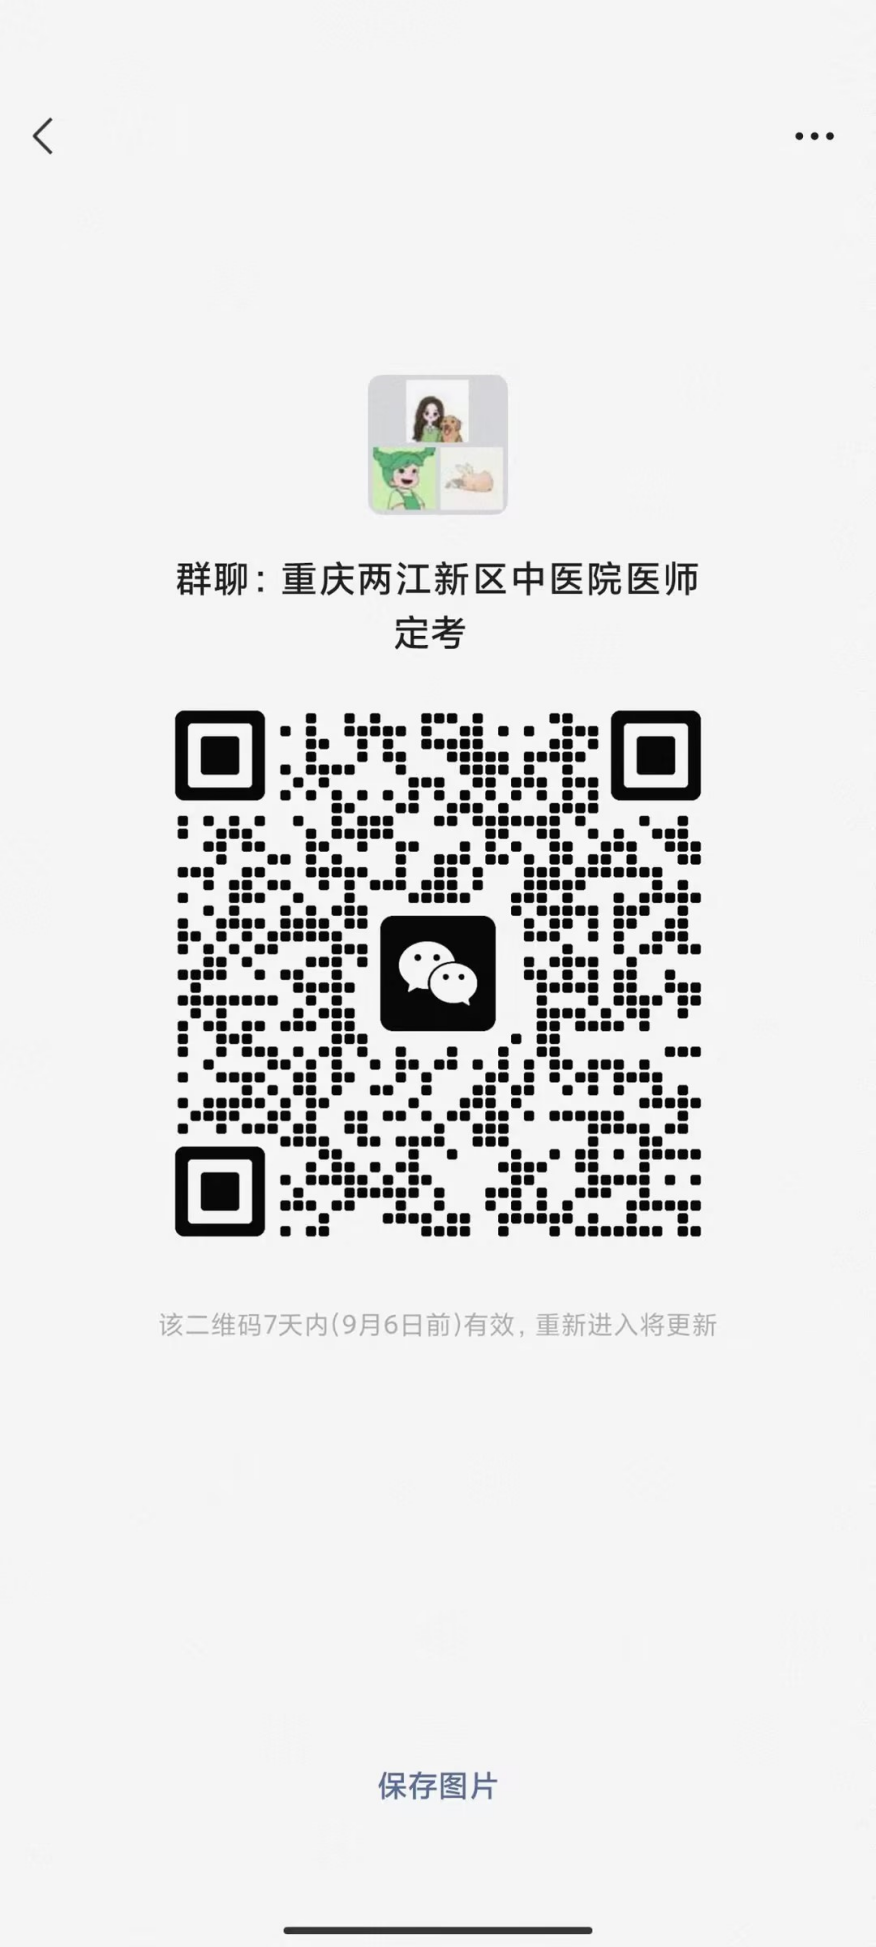 群聊：重庆两江新区中医院医师
定考
该二维码7天内(9月6日前)有效，重新进入将更新
保存图片